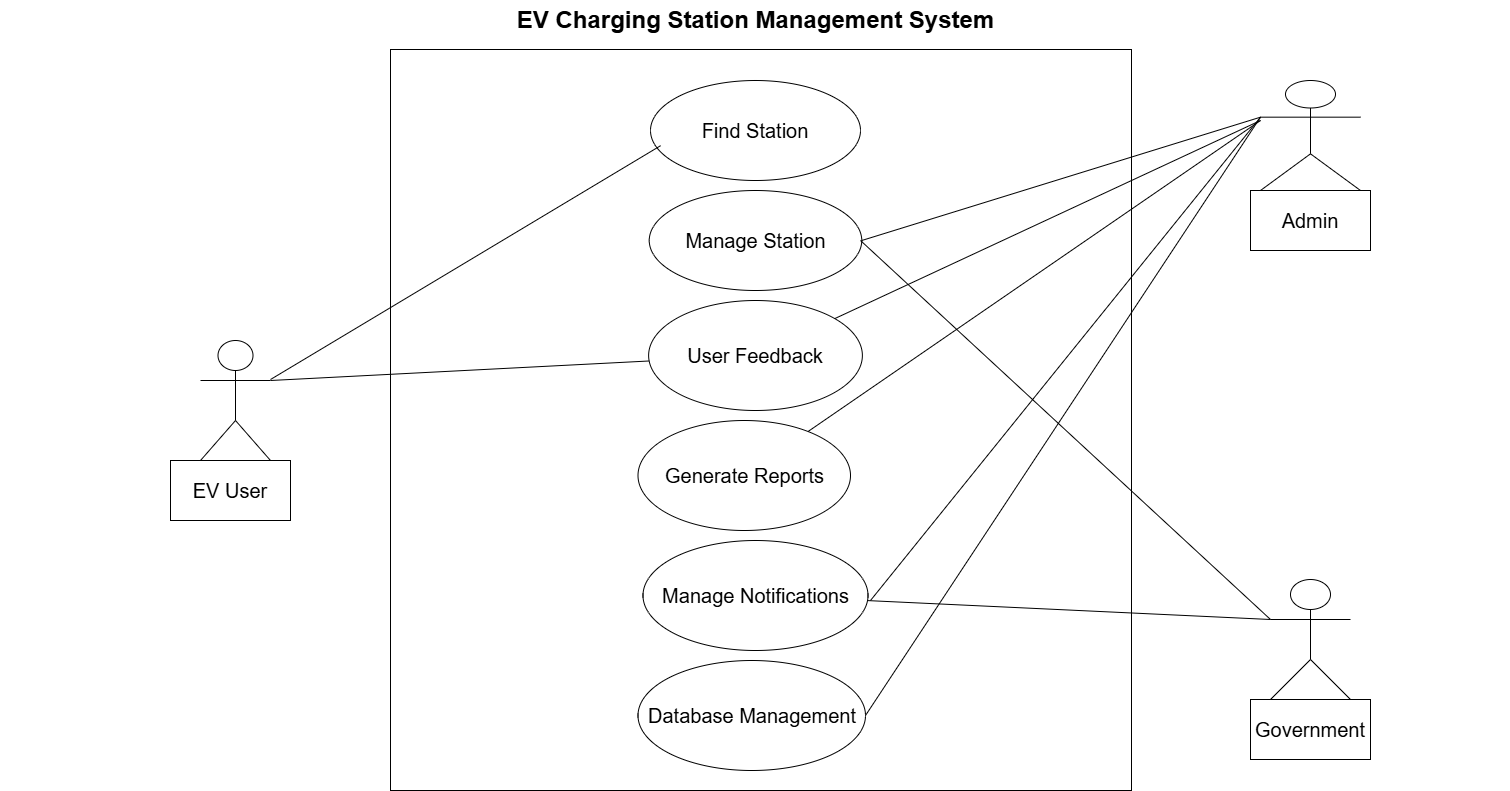 EV Charging Station Management System
Find Station
Manage Station
Admin
User Feedback
Generate Reports
EV User
Manage Notifications
Database Management
Government